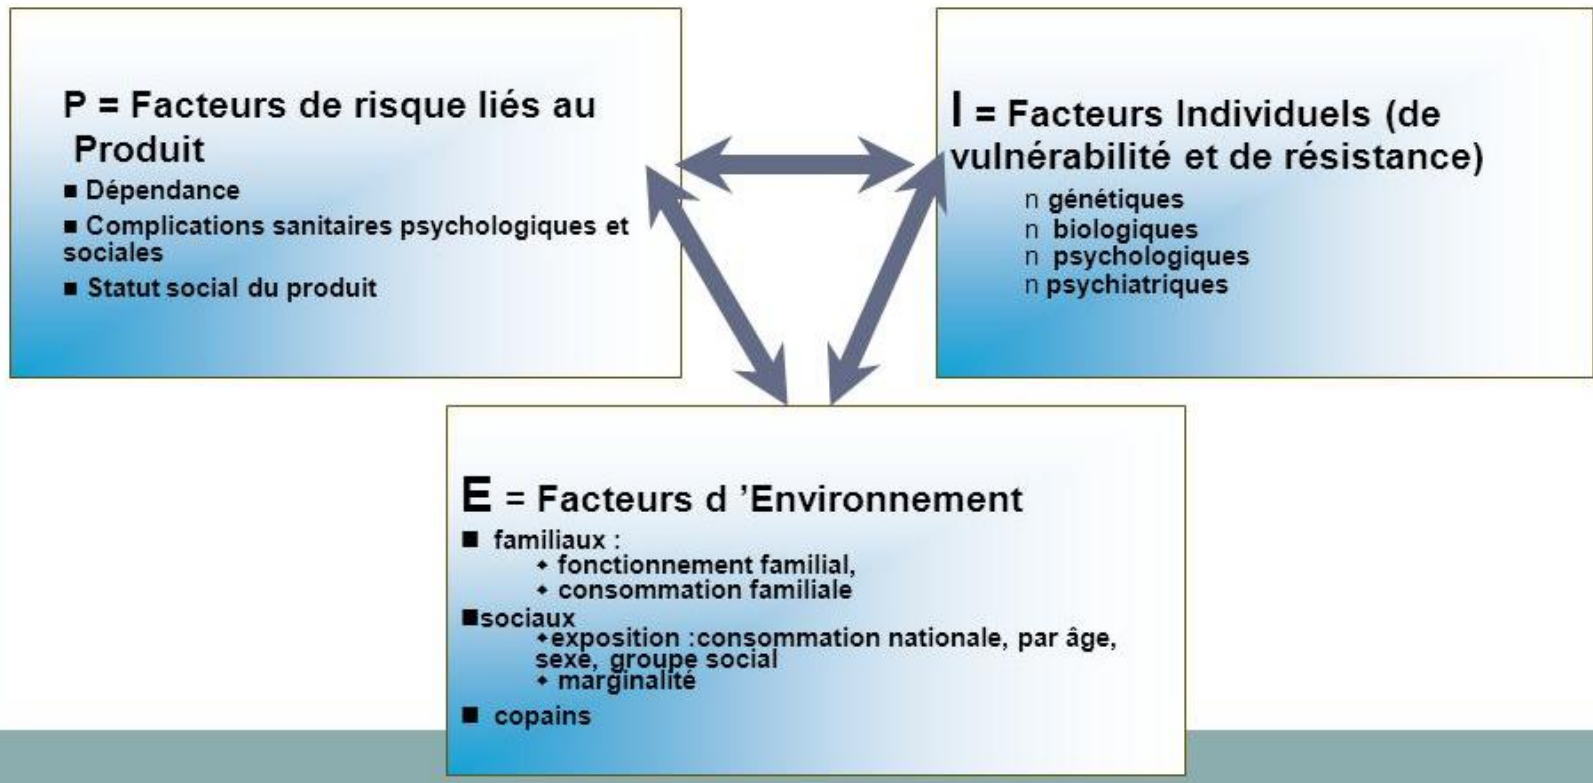 P = Facteurs de risque liés au
Produit
■ Dépendance
■ Complications sanitaires psychologiques et
sociales
■ Statut social du produit
I = Facteurs Individuels (de
vulnérabilité et de résistance)
n génétiques
n biologiques
n psychologiques
n psychiatriques
E = Facteurs d ’Environnement
■ familiaux :
◆ fonctionnement familial,
◆ consommation familiale
■sociaux
◆exposition :consommation nationale, par âge,
sexe, groupe social
◆ marginalité
■ copains